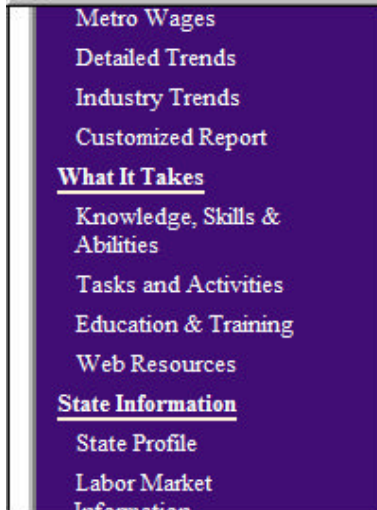 Metro Wages
Detailed Trends
Industry Trends
Customized Report
What It Takes
Knowledge, Skills &
Abilities
Tasks and Activities
Education & Training
Web Resources
State Information
State Profile
Labor Market
Information